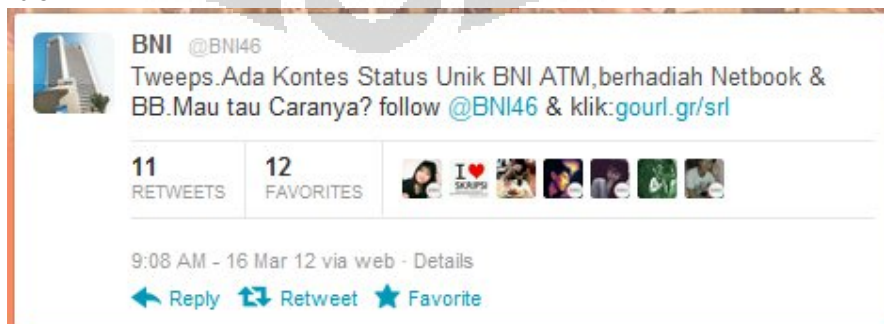 BNI @BNI46
Tweeps.Ada Kontes Status Unik BNI ATM,berhadiah Netbook &
BB.Mau tau Caranya? follow @BNI46 & klik:gourl.gr/srl
11 12
RETWEETS FAVORITES
I ♥
SKRIPSI
9:08 AM - 16 Mar 12 via web · Details
Reply Retweet Favorite